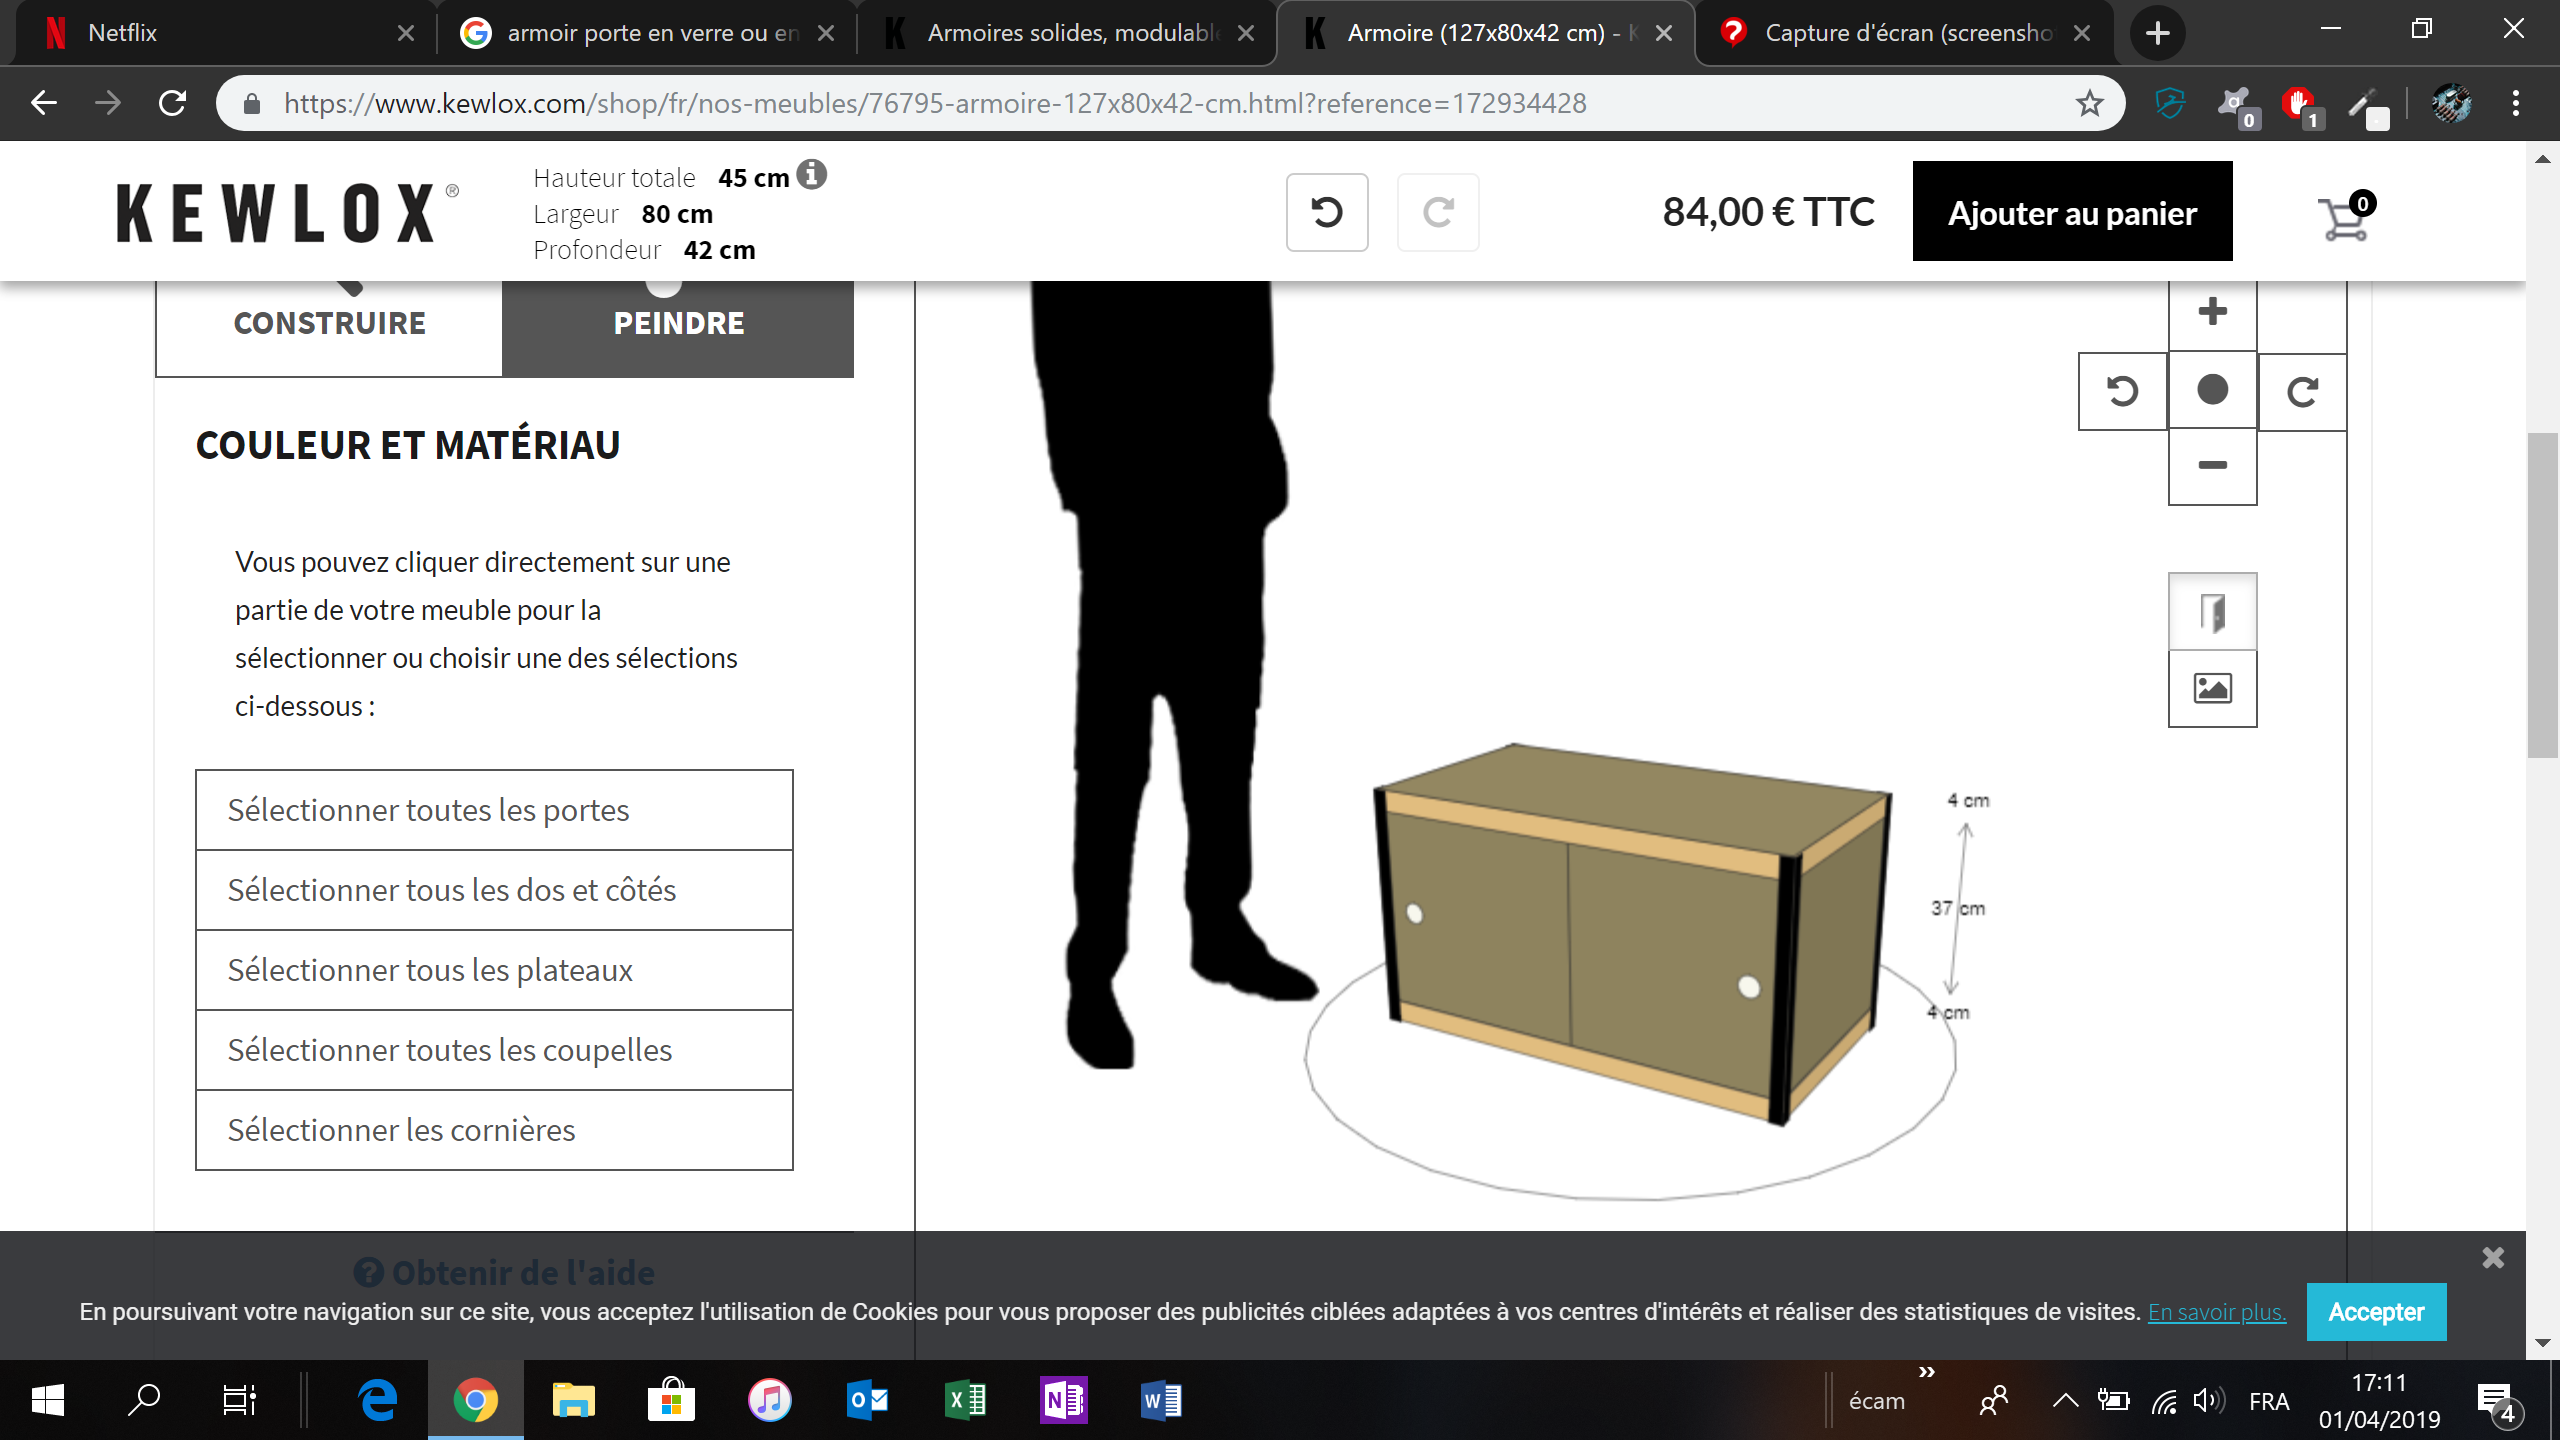 Netflix
armoir porte en verre ou en
Armoires solides, modulable
Armoire (127x80x42 cm) - K
Capture d'écran (screensho
https://www.kewlox.com/shop/fr/nos-meubles/76795-armoire-127x80x42-cm.html?reference=172934428
0
1
KEWLOX®
Hauteur totale 45 cm
Largeur 80 cm
Profondeur 42 cm
84,00 € TTC
Ajouter au panier
0
CONSTRUIRE
PEINDRE
COULEUR ET MATÉRIAU
Vous pouvez cliquer directement sur une
partie de votre meuble pour la
sélectionner ou choisir une des sélections
ci-dessous :
Sélectionner toutes les portes
Sélectionner tous les dos et côtés
Sélectionner tous les plateaux
Sélectionner toutes les coupelles
Sélectionner les cornières
4 cm
37 cm
4 cm
Obtenir de l'aide
En poursuivant votre navigation sur ce site, vous acceptez l'utilisation de Cookies pour vous proposer des publicités ciblées adaptées à vos centres d'intérêts et réaliser des statistiques de visites. En savoir plus.
Accepter
écam
FRA
17:11
01/04/2019
4